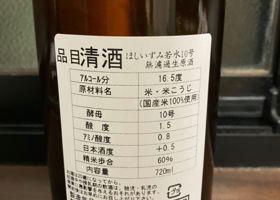 品目 清酒 ほしいずみ若水10号
無濾過生原酒
アルコール分 16.5度
原材料名 米・米こうじ
(国産米100%使用)
酵母 10号
酸度 1.5
アミノ酸度 0.8
日本酒度 +0.5
精米歩合 60%
内容量 720ml